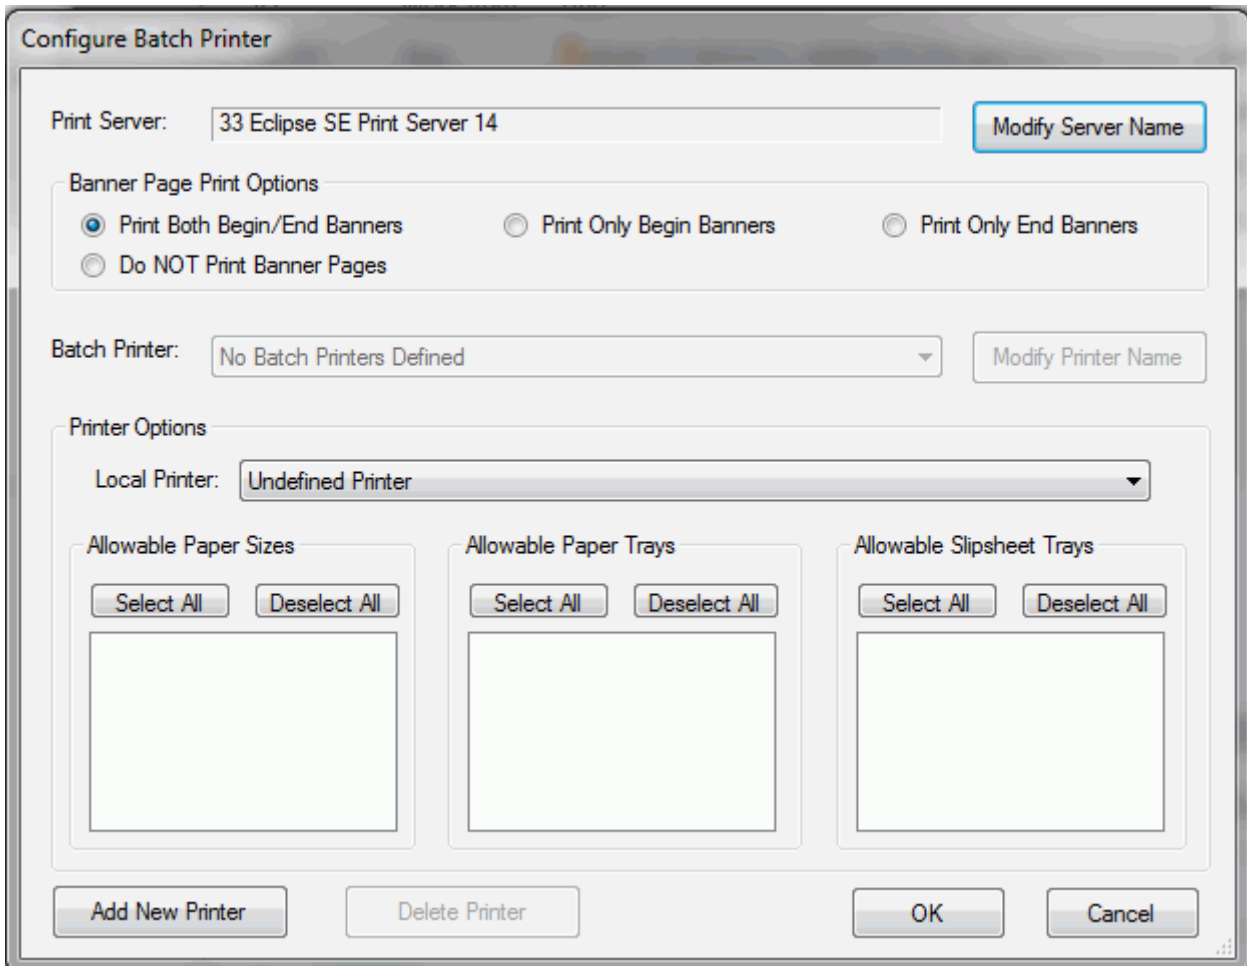 Configure Batch Printer
Print Server: 33 Eclipse SE Print Server 14 Modify Server Name
Banner Page Print Options
Print Both Begin/End Banners Print Only Begin Banners Print Only End Banners
Do NOT Print Banner Pages
Batch Printer: No Batch Printers Defined Modify Printer Name
Printer Options
Local Printer: Undefined Printer
Allowable Paper Sizes Allowable Paper Trays Allowable Slipsheet Trays
Select All Deselect All Select All Deselect All Select All Deselect All
Add New Printer Delete Printer OK Cancel